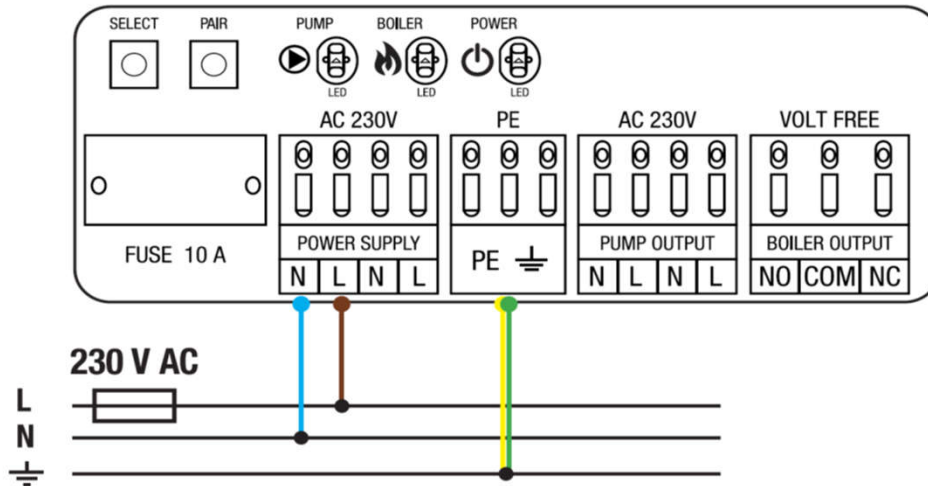 SELECT PAIR PUMP BOILER POWER
LED LED LED
AC 230V PE AC 230V VOLT FREE
FUSE 10 A
POWER SUPPLY PE PUMP OUTPUT BOILER OUTPUT
N L N L N L N L NO COM NC
230 V AC
L
N